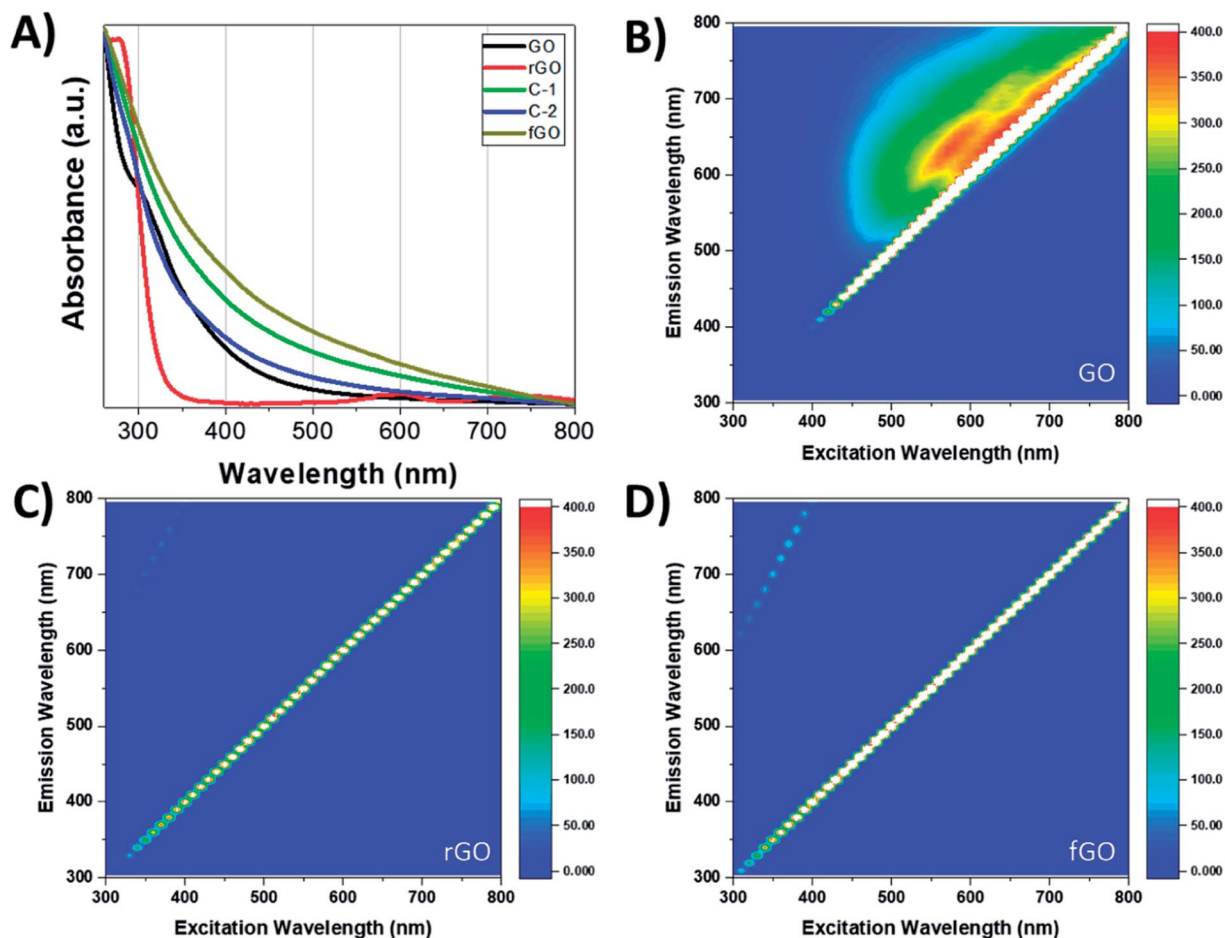 A)
Absorbance (a.u.)
GO
rGO
C-1
C-2
fGO
300 400 500 600 700 800
Wavelength (nm)
B)
Emission Wavelength (nm)
800
700
600
500
400
300
GO
300 400 500 600 700 800
Excitation Wavelength (nm)
400.0
350.0
300.0
250.0
200.0
150.0
100.0
50.00
0.000
C)
Emission Wavelength (nm)
800
700
600
500
400
300
rGO
300 400 500 600 700 800
Excitation Wavelength (nm)
400.0
350.0
300.0
250.0
200.0
150.0
100.0
50.00
0.000
D)
Emission Wavelength (nm)
800
700
600
500
400
300
fGO
300 400 500 600 700 800
Excitation Wavelength (nm)
400.0
350.0
300.0
250.0
200.0
150.0
100.0
50.00
0.000